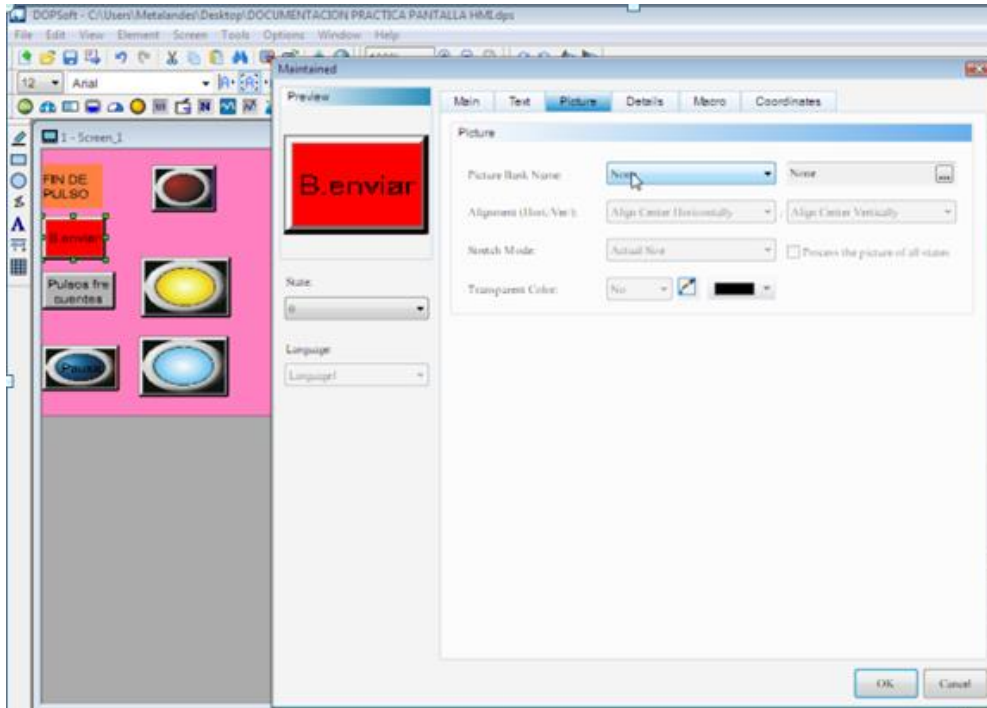 DOPSoft - C:\Users\Metalandes\Desktop\DOCUMENTACION PRACTICA PANTALLA HMI.dps
File Edit View Element Screen Tools Options Window Help
12 Arial
Maintained
Preview
Main Text Picture Details Macro Coordinates
1 - Screen_1
Picture
FIN DE
PULSO
B.enviar
B.enviar
Picture Bank Name: None None ...
Alignment (Hori./Ver.): Align Center Horizontally / Align Center Vertically
Pulsos fre
cuentes
State:
Stretch Mode: Actual Size Process the picture of all states
0
Transparent Color: No
Language
Language1
OK Cancel